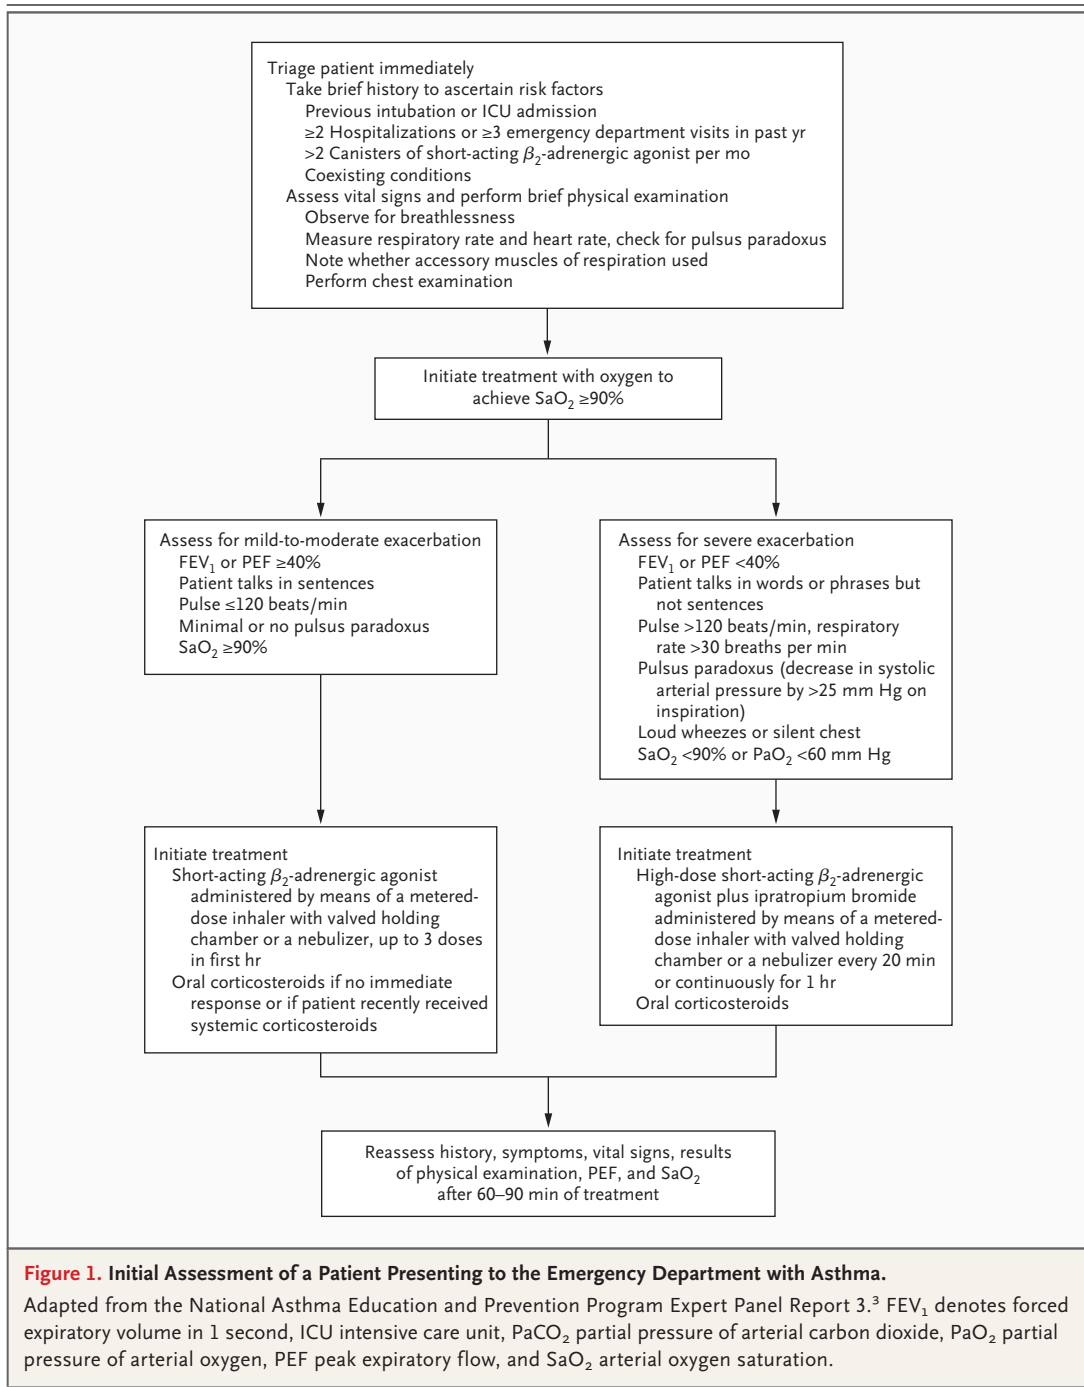 Triage patient immediately
Take brief history to ascertain risk factors
Previous intubation or ICU admission
≥2 Hospitalizations or ≥3 emergency department visits in past yr
>2 Canisters of short-acting β₂-adrenergic agonist per mo
Coexisting conditions
Assess vital signs and perform brief physical examination
Observe for breathlessness
Measure respiratory rate and heart rate, check for pulsus paradoxus
Note whether accessory muscles of respiration used
Perform chest examination
Initiate treatment with oxygen to
achieve SaO₂ ≥90%
Assess for mild-to-moderate exacerbation
FEV₁ or PEF ≥40%
Patient talks in sentences
Pulse ≤120 beats/min
Minimal or no pulsus paradoxus
SaO₂ ≥90%
Assess for severe exacerbation
FEV₁ or PEF <40%
Patient talks in words or phrases but
not sentences
Pulse >120 beats/min, respiratory
rate >30 breaths per min
Pulsus paradoxus (decrease in systolic
arterial pressure by >25 mm Hg on
inspiration)
Loud wheezes or silent chest
SaO₂ <90% or PaO₂ <60 mm Hg
Initiate treatment
Short-acting β₂-adrenergic agonist
administered by means of a metered-
dose inhaler with valved holding
chamber or a nebulizer, up to 3 doses
in first hr
Oral corticosteroids if no immediate
response or if patient recently received
systemic corticosteroids
Initiate treatment
High-dose short-acting β₂-adrenergic
agonist plus ipratropium bromide
administered by means of a metered-
dose inhaler with valved holding
chamber or a nebulizer every 20 min
or continuously for 1 hr
Oral corticosteroids
Reassess history, symptoms, vital signs, results
of physical examination, PEF, and SaO₂
after 60–90 min of treatment
Figure 1. Initial Assessment of a Patient Presenting to the Emergency Department with Asthma.
Adapted from the National Asthma Education and Prevention Program Expert Panel Report 3.³ FEV₁ denotes forced
expiratory volume in 1 second, ICU intensive care unit, PaCO₂ partial pressure of arterial carbon dioxide, PaO₂ partial
pressure of arterial oxygen, PEF peak expiratory flow, and SaO₂ arterial oxygen saturation.